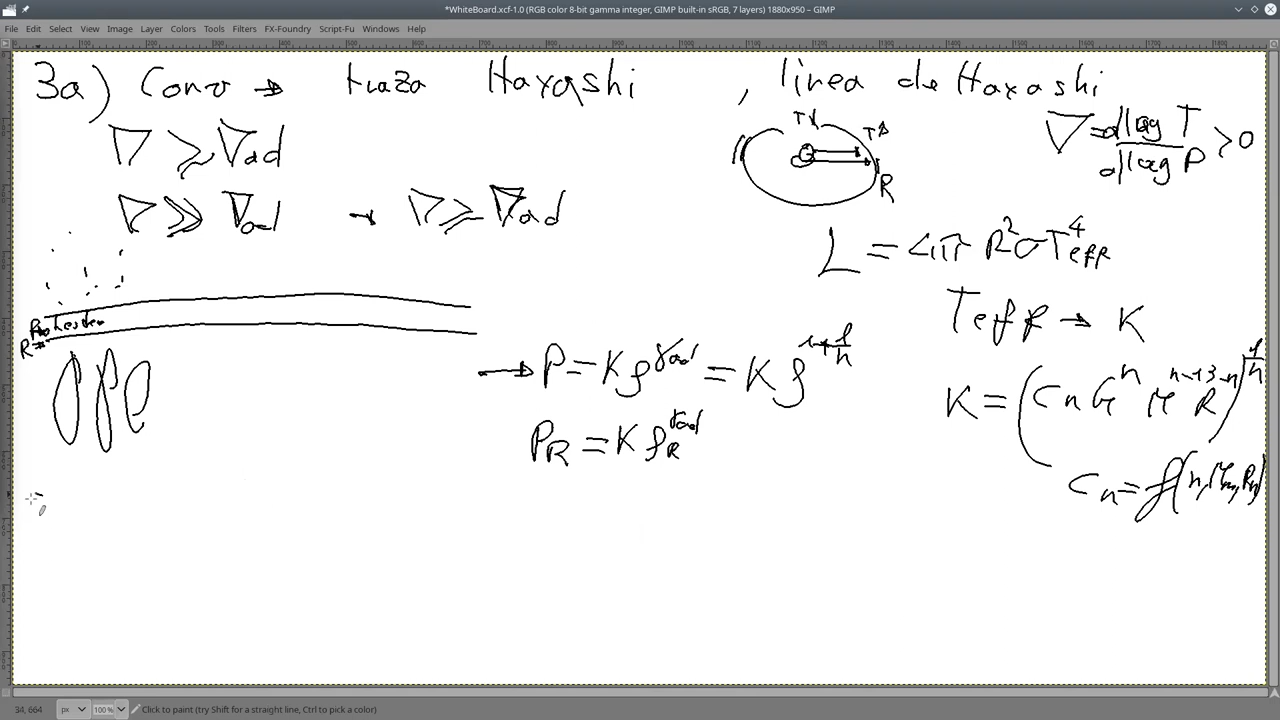 *WhiteBoard.xcf-1.0 (RGB color 8-bit gamma integer, GIMP built-in sRGB, 7 layers) 1880x950 – GIMP
File Edit Select View Image Layer Colors Tools Filters FX-Foundry Script-Fu Windows Help
3a) Conv → traza Hayashi , línea de Hayashi
∇ ⩾ ∇ad
∇ = dlog T / dlog P > 0
R
∇ ≫ ∇ad → ∇ ⩾ ∇ad
L = 4π R² σ T⁴eff
Teff → K
R*
→ P = K ρ^γad = K ρ^(1+1/n)
K = (Cn G^n M^(n-1) R^(3-n))^(1/n)
P_R = K ρ_R^γad
34, 664 px 100 % Click to paint (try Shift for a straight line, Ctrl to pick a color)